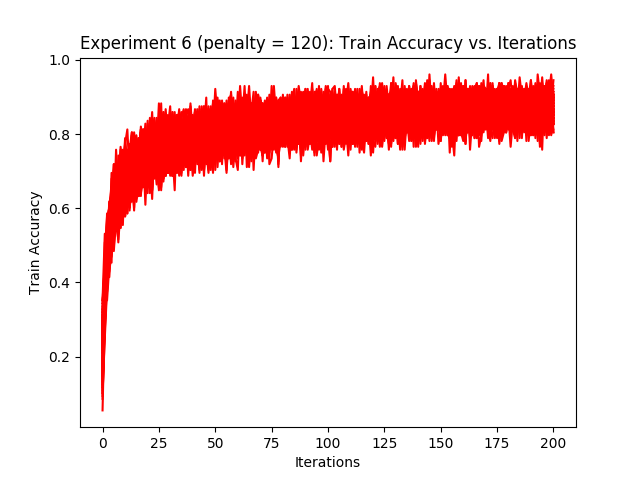 Experiment 6 (penalty = 120): Train Accuracy vs. Iterations
1.0
0.8
0.6
0.4
0.2
Train Accuracy
0 25 50 75 100 125 150 175 200
Iterations